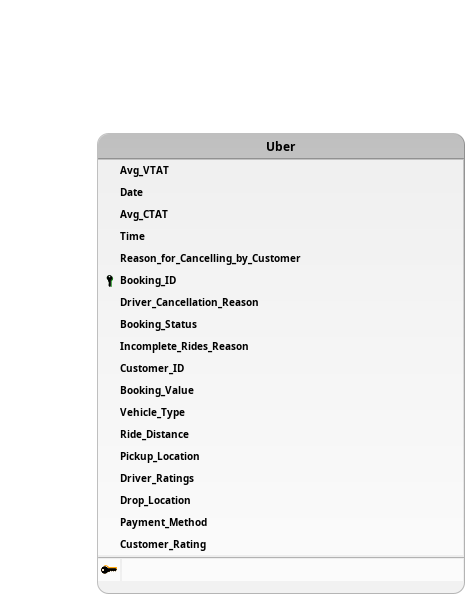 Uber
Avg_VTAT
Date
Avg_CTAT
Time
Reason_for_Cancelling_by_Customer
Booking_ID
Driver_Cancellation_Reason
Booking_Status
Incomplete_Rides_Reason
Customer_ID
Booking_Value
Vehicle_Type
Ride_Distance
Pickup_Location
Driver_Ratings
Drop_Location
Payment_Method
Customer_Rating